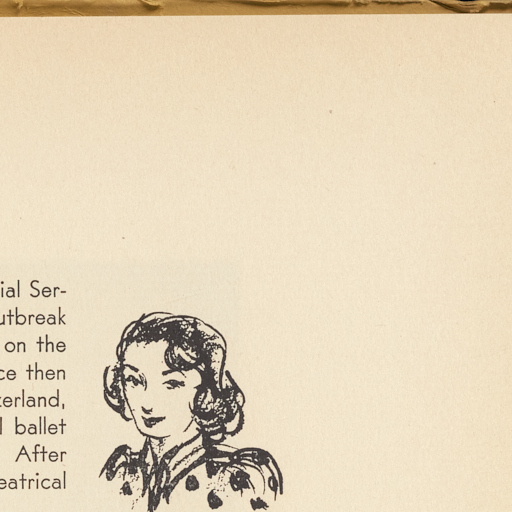 ial Ser-
utbreak
on the
ce then
erland,
ballet
After
eatrical